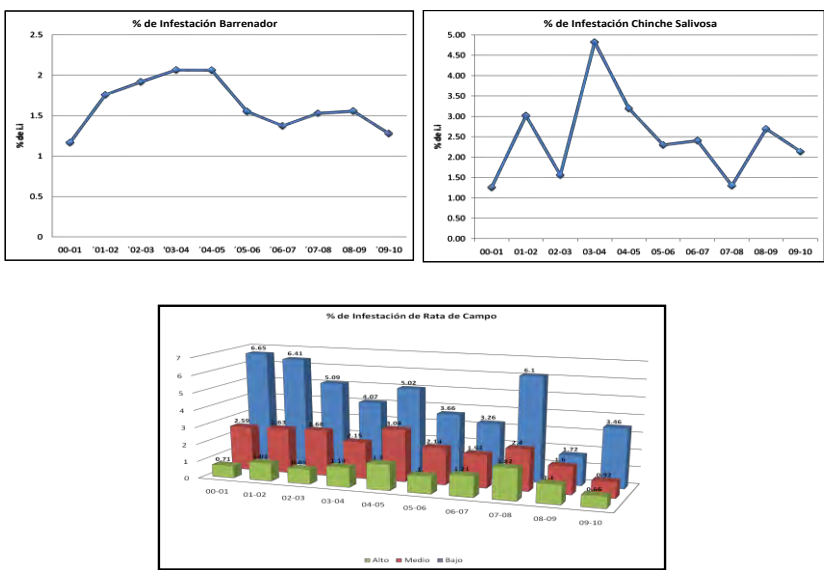 % de Infestación Barrenador
2.5
2
1.5
1
0.5
0
% de I.i
00-01 ´01-02 ´02-03 ´03-04 ´04-05 ´05-06 ´06-07 ´07-08 ´08-09 ´09-10
% de Infestación Chinche Salivosa
5.00
4.50
4.00
3.50
3.00
2.50
2.00
1.50
1.00
0.50
0.00
% de I.i
00-01 01-02 02-03 03-04 04-05 05-06 06-07 07-08 08-09 09-10
% de Infestación de Rata de Campo
7
6
5
4
3
2
1
0
6.65 6.41 5.09 4.07 5.02 3.66 3.26 6.1 1.72 3.46
2.59 2.15 2.14 1.6
0.71 1.14 1.21 0.66
00-01 01-02 02-03 03-04 04-05 05-06 06-07 07-08 08-09 09-10
Alto Medio Bajo